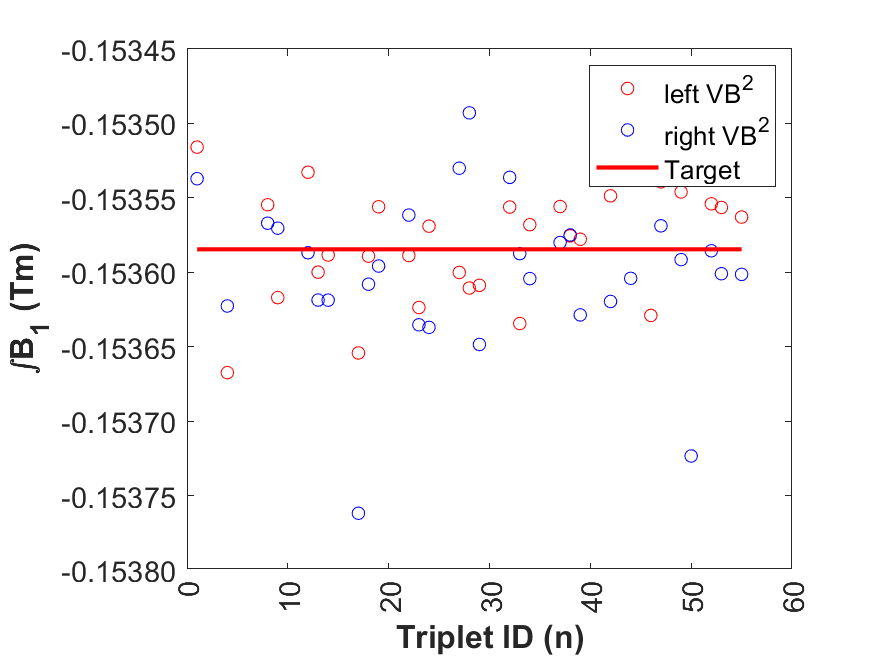 -0.15345
-0.15350
-0.15355
-0.15360
-0.15365
-0.15370
-0.15375
-0.15380
∫B₁ (Tm)
left VB²
right VB²
Target
0 10 20 30 40 50 60
Triplet ID (n)